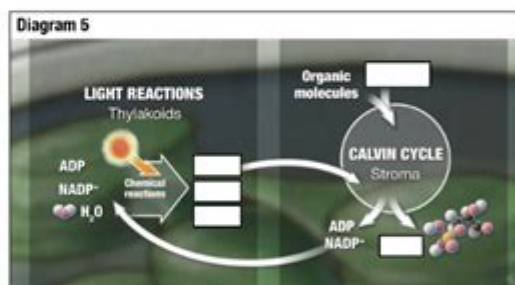 Diagram 5
LIGHT REACTIONS
Thylakoids
ADP
NADP⁺
H₂O
Chemical
reactions
Organic
molecules
CALVIN CYCLE
Stroma
ADP
NADP⁺